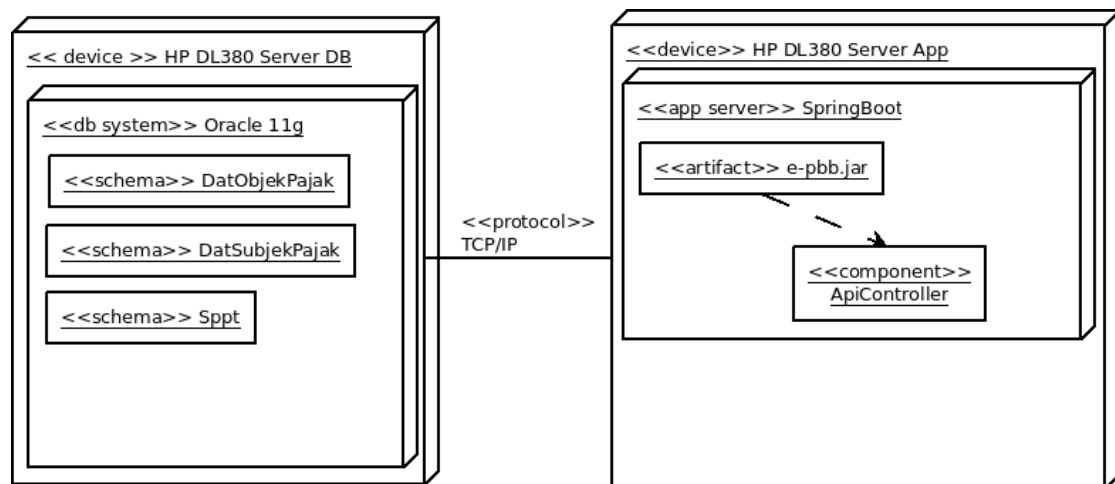 << device >> HP DL380 Server DB
<<db system>> Oracle 11g
<<schema>> DatObjekPajak
<<schema>> DatSubjekPajak
<<schema>> Sppt
<<protocol>>
TCP/IP
<<device>> HP DL380 Server App
<<app server>> SpringBoot
<<artifact>> e-pbb.jar
<<component>>
ApiController